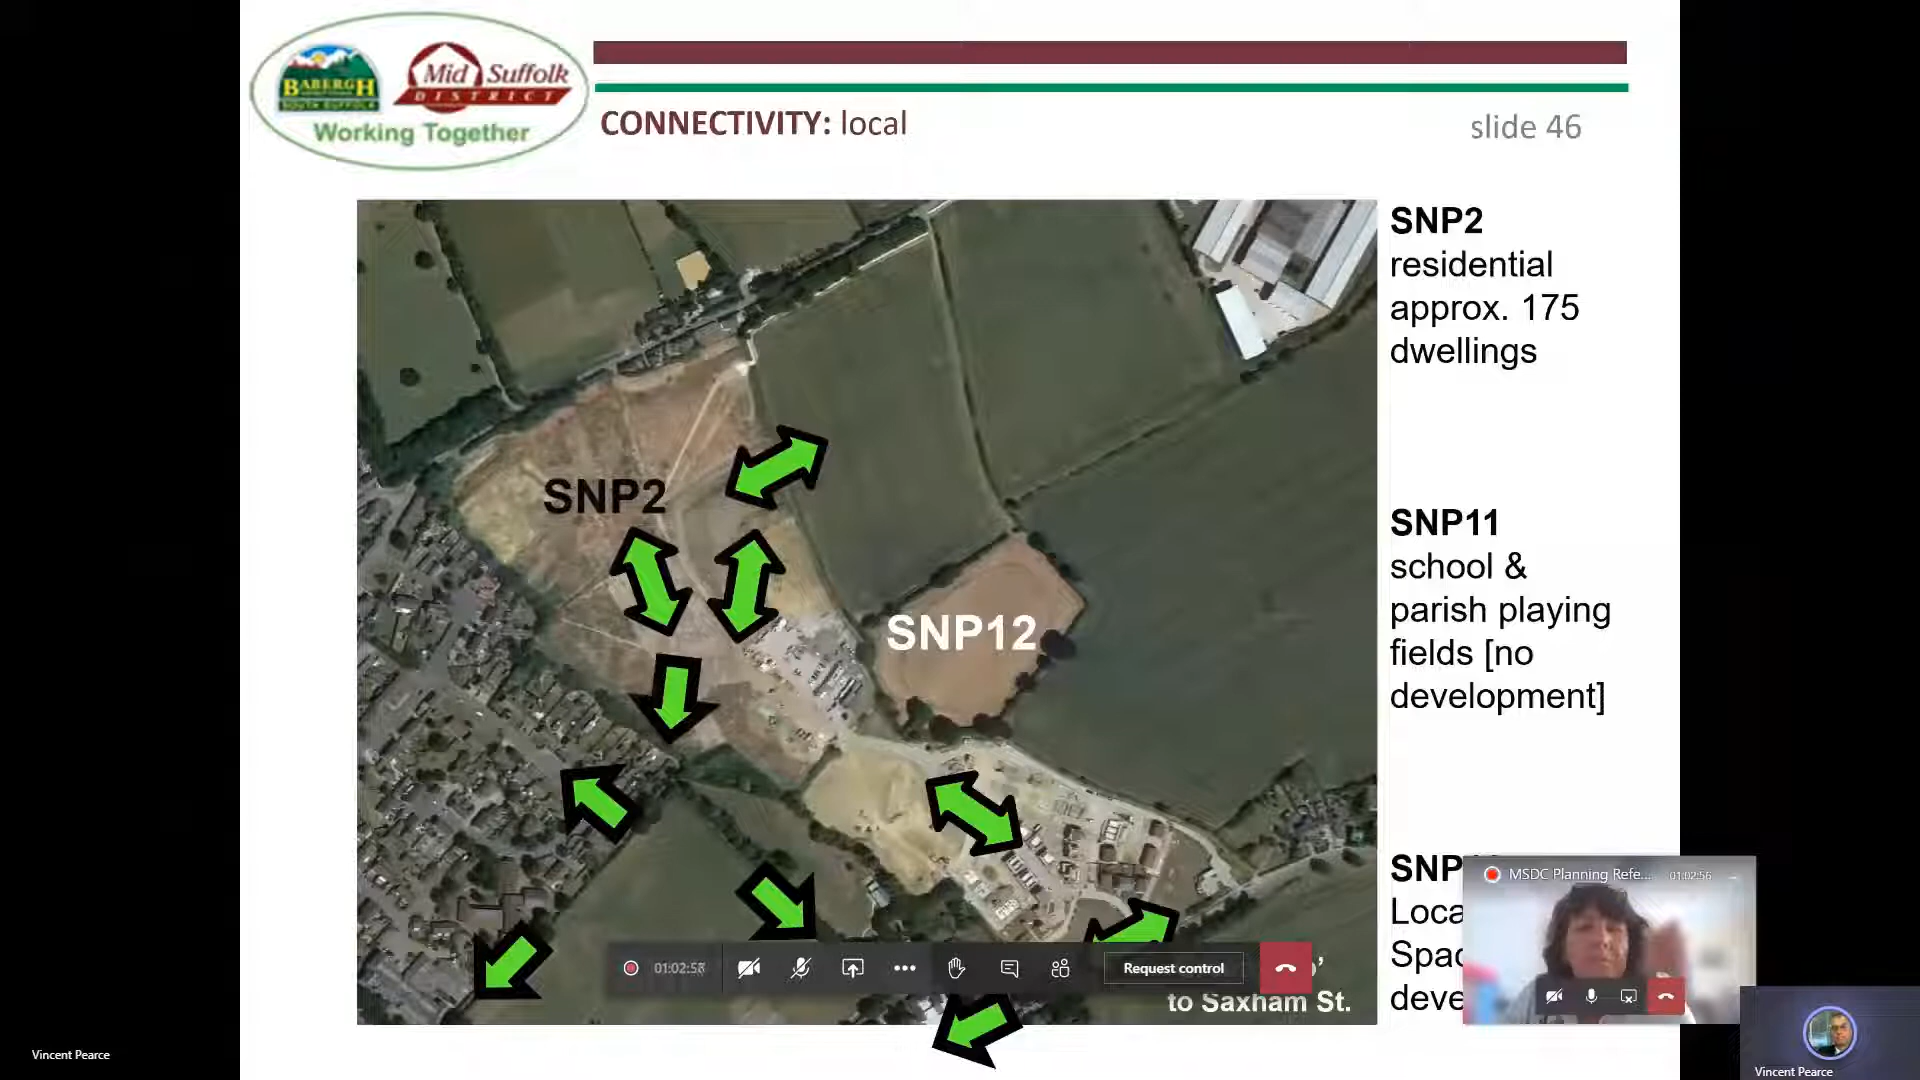 BABERGH
SOUTH SUFFOLK
Mid Suffolk
DISTRICT
Working Together
CONNECTIVITY: local
slide 46
SNP2
residential
approx. 175
dwellings
SNP11
school &
parish playing
fields [no
development]
SNP
Loca
Spac
deve
SNP2
SNP12
to Saxham St.
MSDC Planning Refe...
01:02:56
01:02:58
Request control
Vincent Pearce
Vincent Pearce